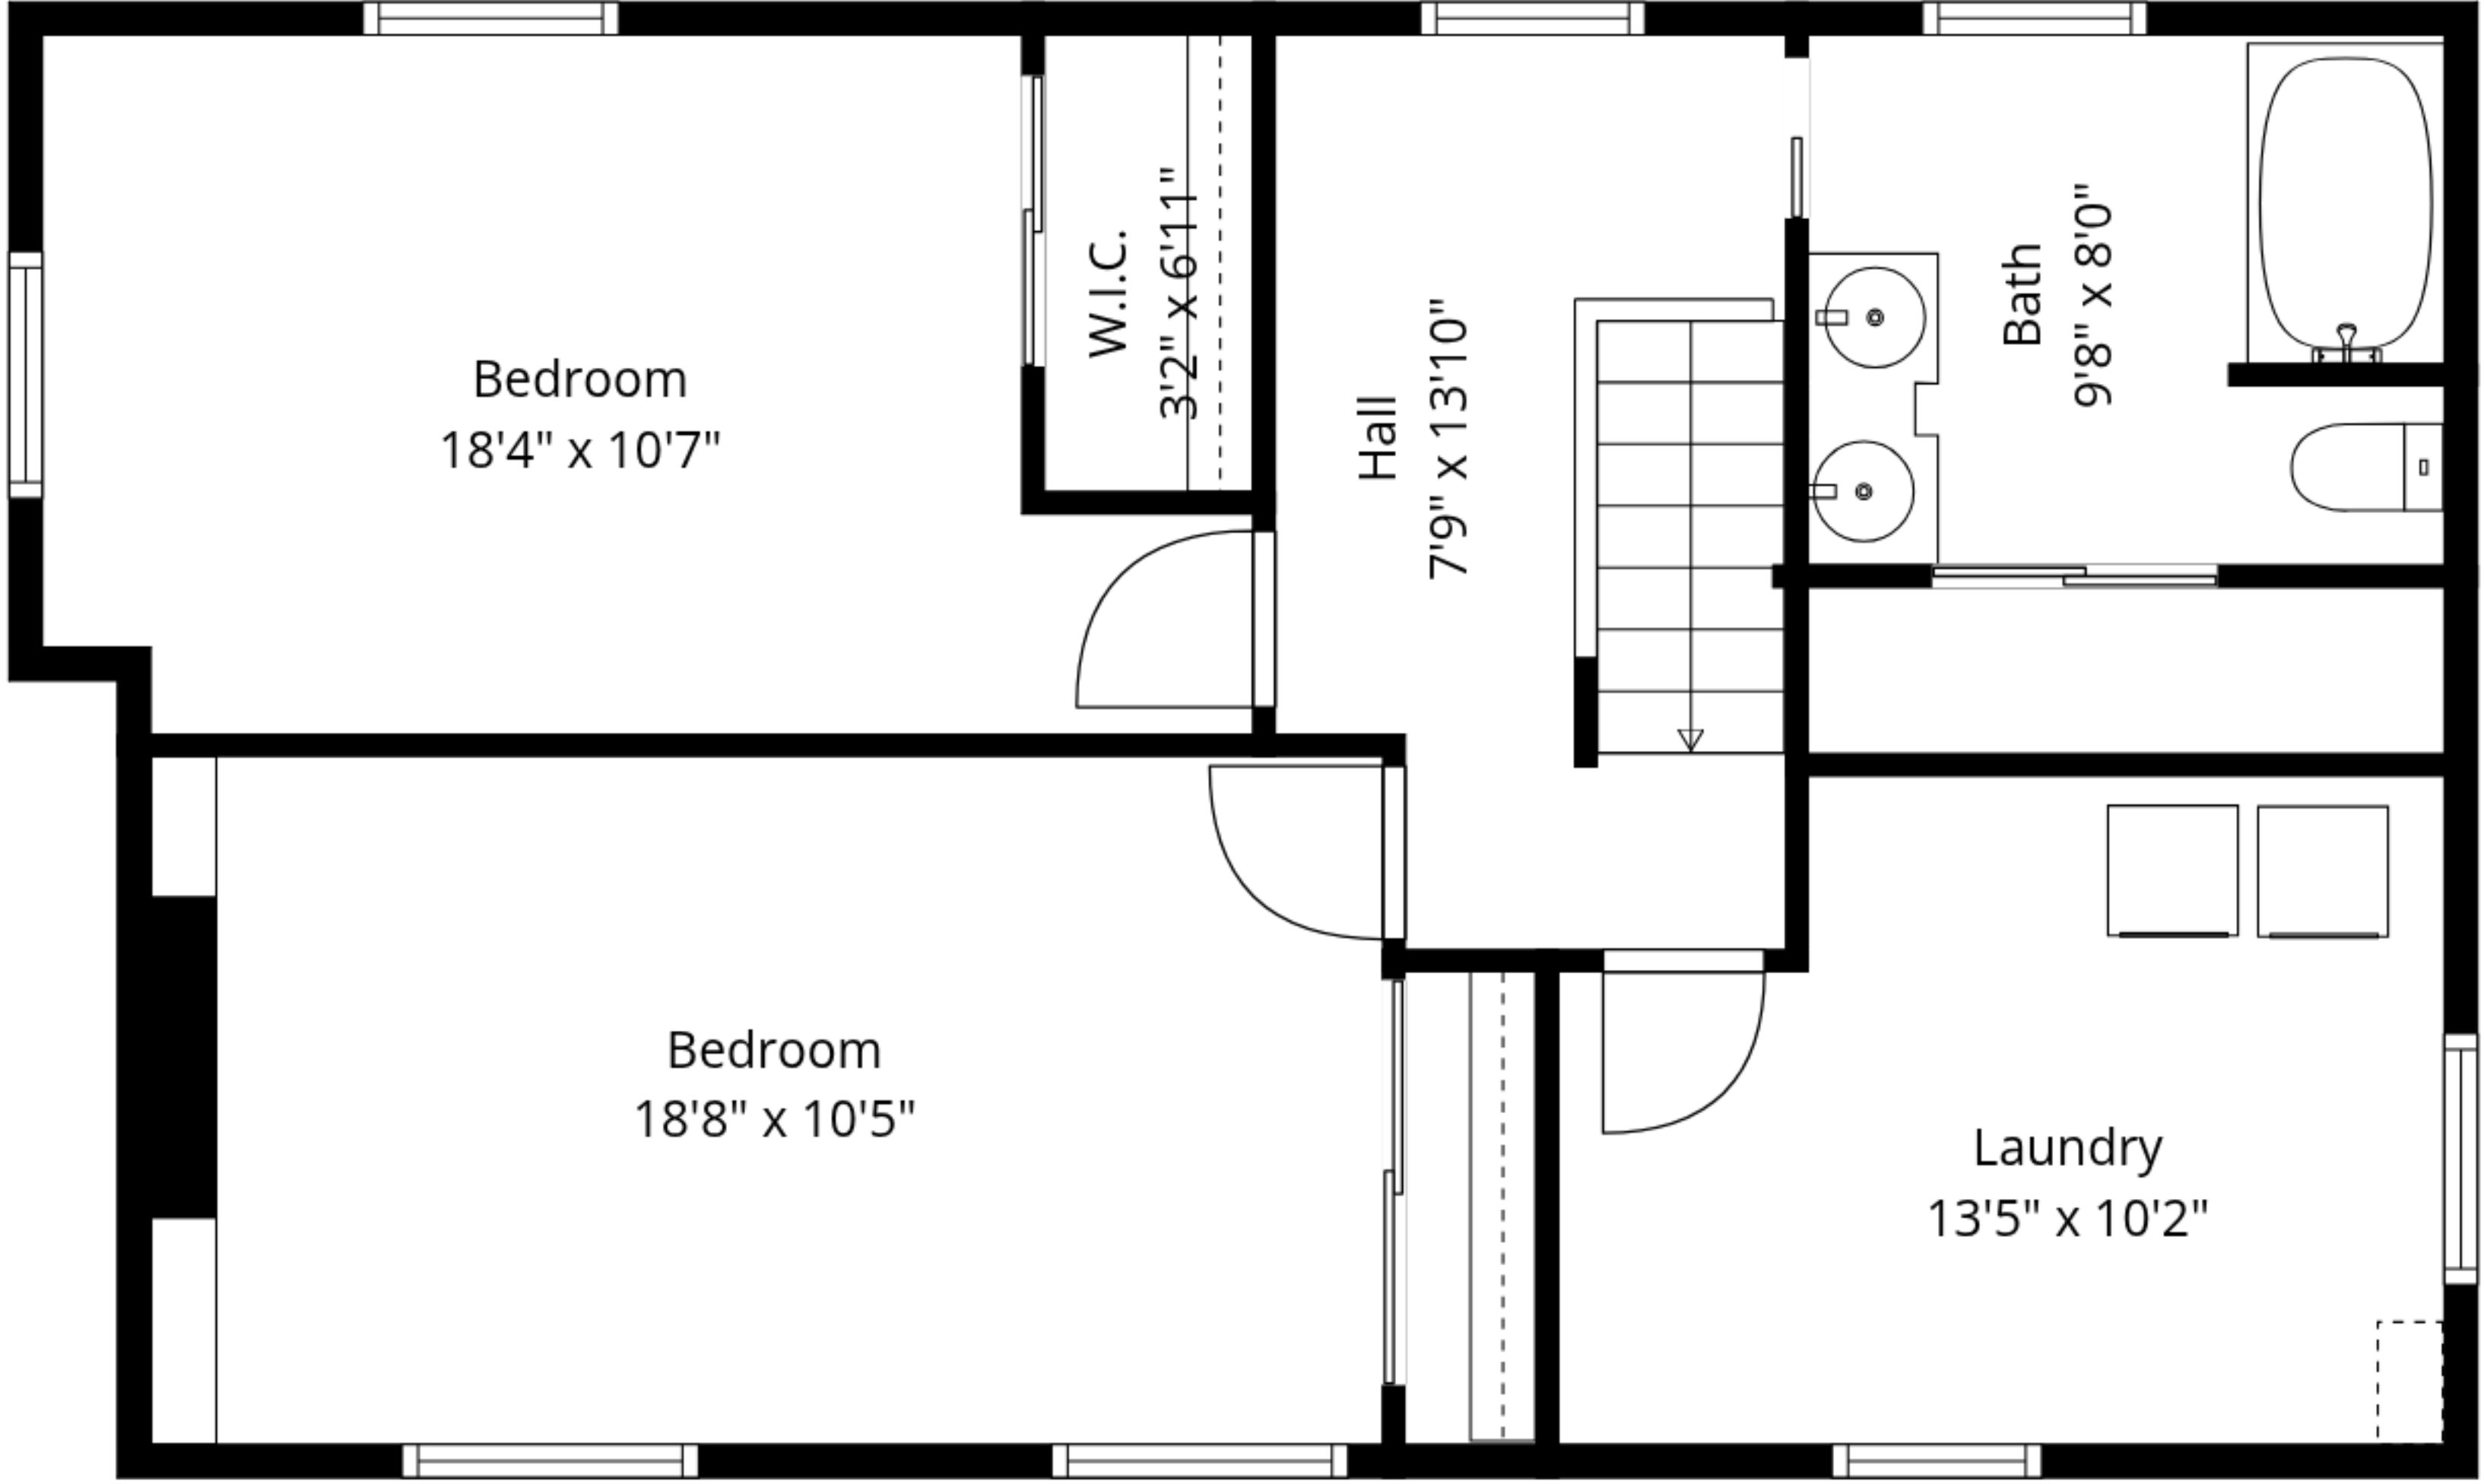 Bedroom
18'4" x 10'7"
W.I.C.
3'2" x 6'11"
Hall
7'9" x 13'10"
Bath
9'8" x 8'0"
Bedroom
18'8" x 10'5"
Laundry
13'5" x 10'2"